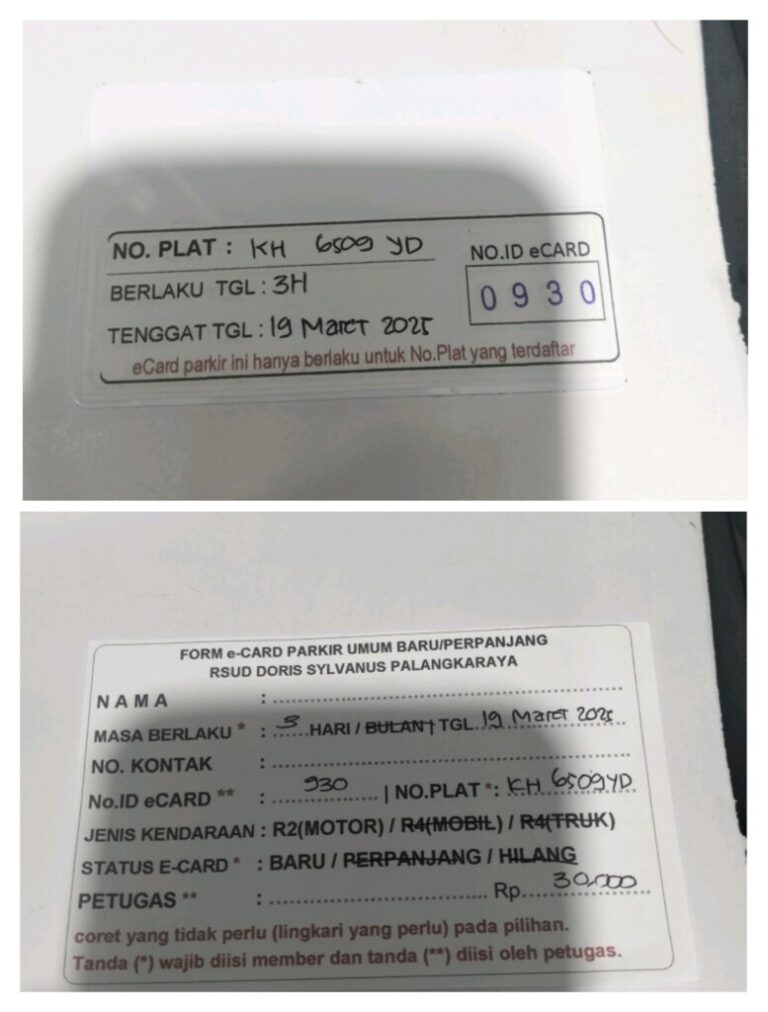 NO. PLAT : KH 6509 YD
NO.ID eCARD
BERLAKU TGL : 3H
0930
TENGGAT TGL : 19 Maret 2025
eCard parkir ini hanya berlaku untuk No.Plat yang terdaftar
FORM e-CARD PARKIR UMUM BARU/PERPANJANG
RSUD DORIS SYLVANUS PALANGKARAYA
NAMA :
MASA BERLAKU * : 3 HARI / BULAN | TGL 19 Maret 2025
NO. KONTAK :
No.ID eCARD ** : 930 | NO.PLAT *: KH 6509 YD
JENIS KENDARAAN : R2(MOTOR) / R4(MOBIL) / R4(TRUK)
STATUS E-CARD * : BARU / PERPANJANG / HILANG
PETUGAS ** : Rp. 30,000
coret yang tidak perlu (lingkari yang perlu) pada pilihan.
Tanda (*) wajib diisi member dan tanda (**) diisi oleh petugas.